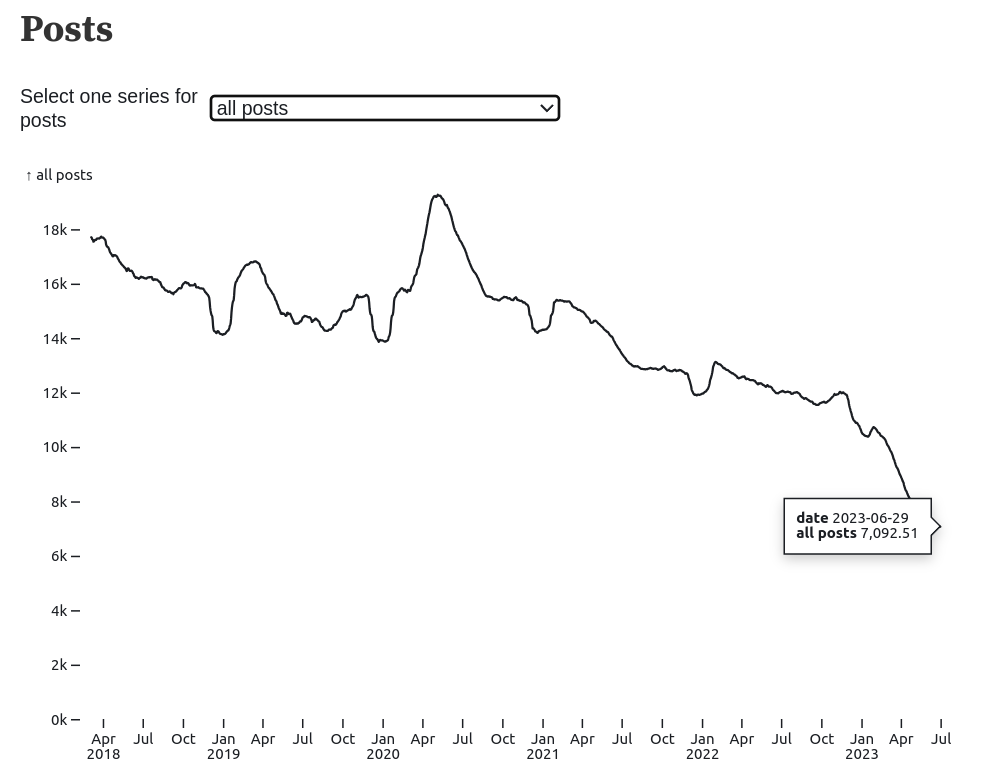 Posts
Select one series for
posts
all posts
↑ all posts
18k
16k
14k
12k
10k
8k
6k
4k
2k
0k
date 2023-06-29
all posts 7,092.51
Apr Jul Oct Jan Apr Jul Oct Jan Apr Jul Oct Jan Apr Jul Oct Jan Apr Jul Oct Jan Apr Jul
2018 2019 2020 2021 2022 2023